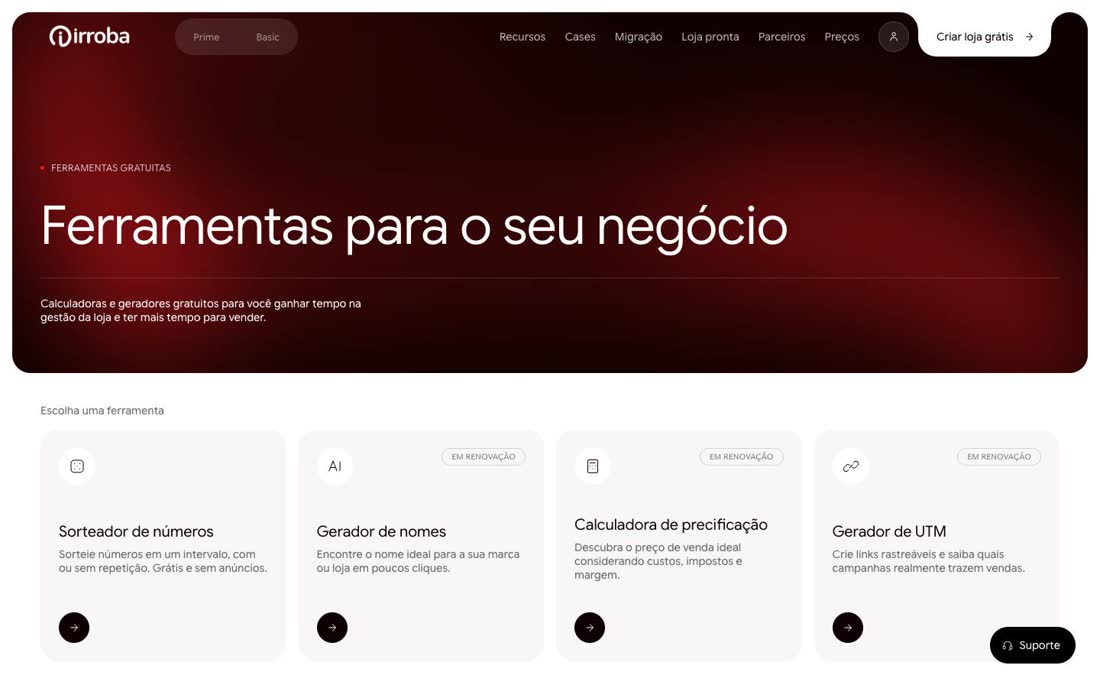 irroba
Prime
Basic
Recursos
Cases
Migração
Loja pronta
Parceiros
Preços
Criar loja grátis
FERRAMENTAS GRATUITAS
Ferramentas para o seu negócio
Calculadoras e geradores gratuitos para você ganhar tempo na
gestão da loja e ter mais tempo para vender.
Escolha uma ferramenta
Sorteador de números
Sorteie números em um intervalo, com
ou sem repetição. Grátis e sem anúncios.
AI
EM RENOVAÇÃO
Gerador de nomes
Encontre o nome ideal para a sua marca
ou loja em poucos cliques.
EM RENOVAÇÃO
Calculadora de precificação
Descubra o preço de venda ideal
considerando custos, impostos e
margem.
EM RENOVAÇÃO
Gerador de UTM
Crie links rastreáveis e saiba quais
campanhas realmente trazem vendas.
Suporte